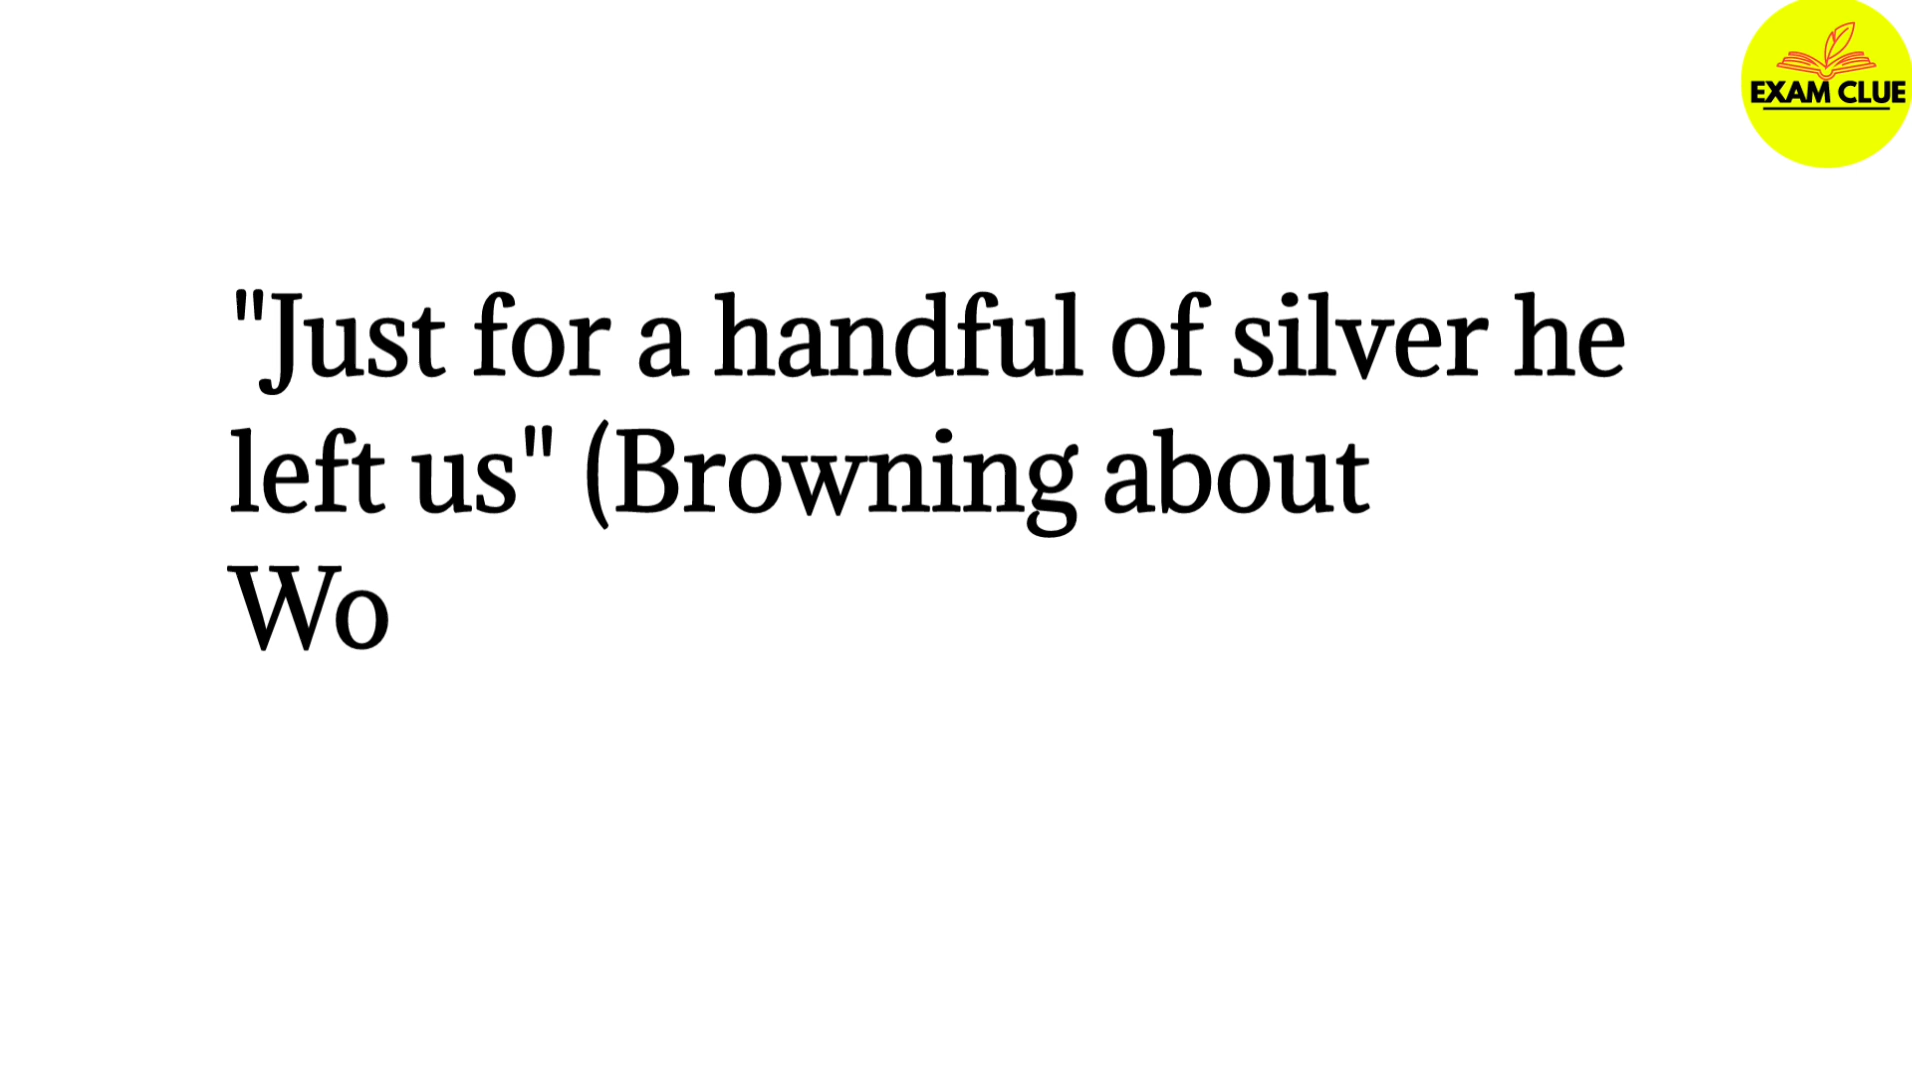 EXAM CLUE
"Just for a handful of silver he
left us" (Browning about
Wo